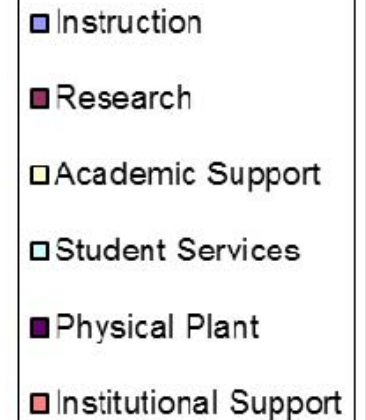 Instruction
Research
Academic Support
Student Services
Physical Plant
Institutional Support